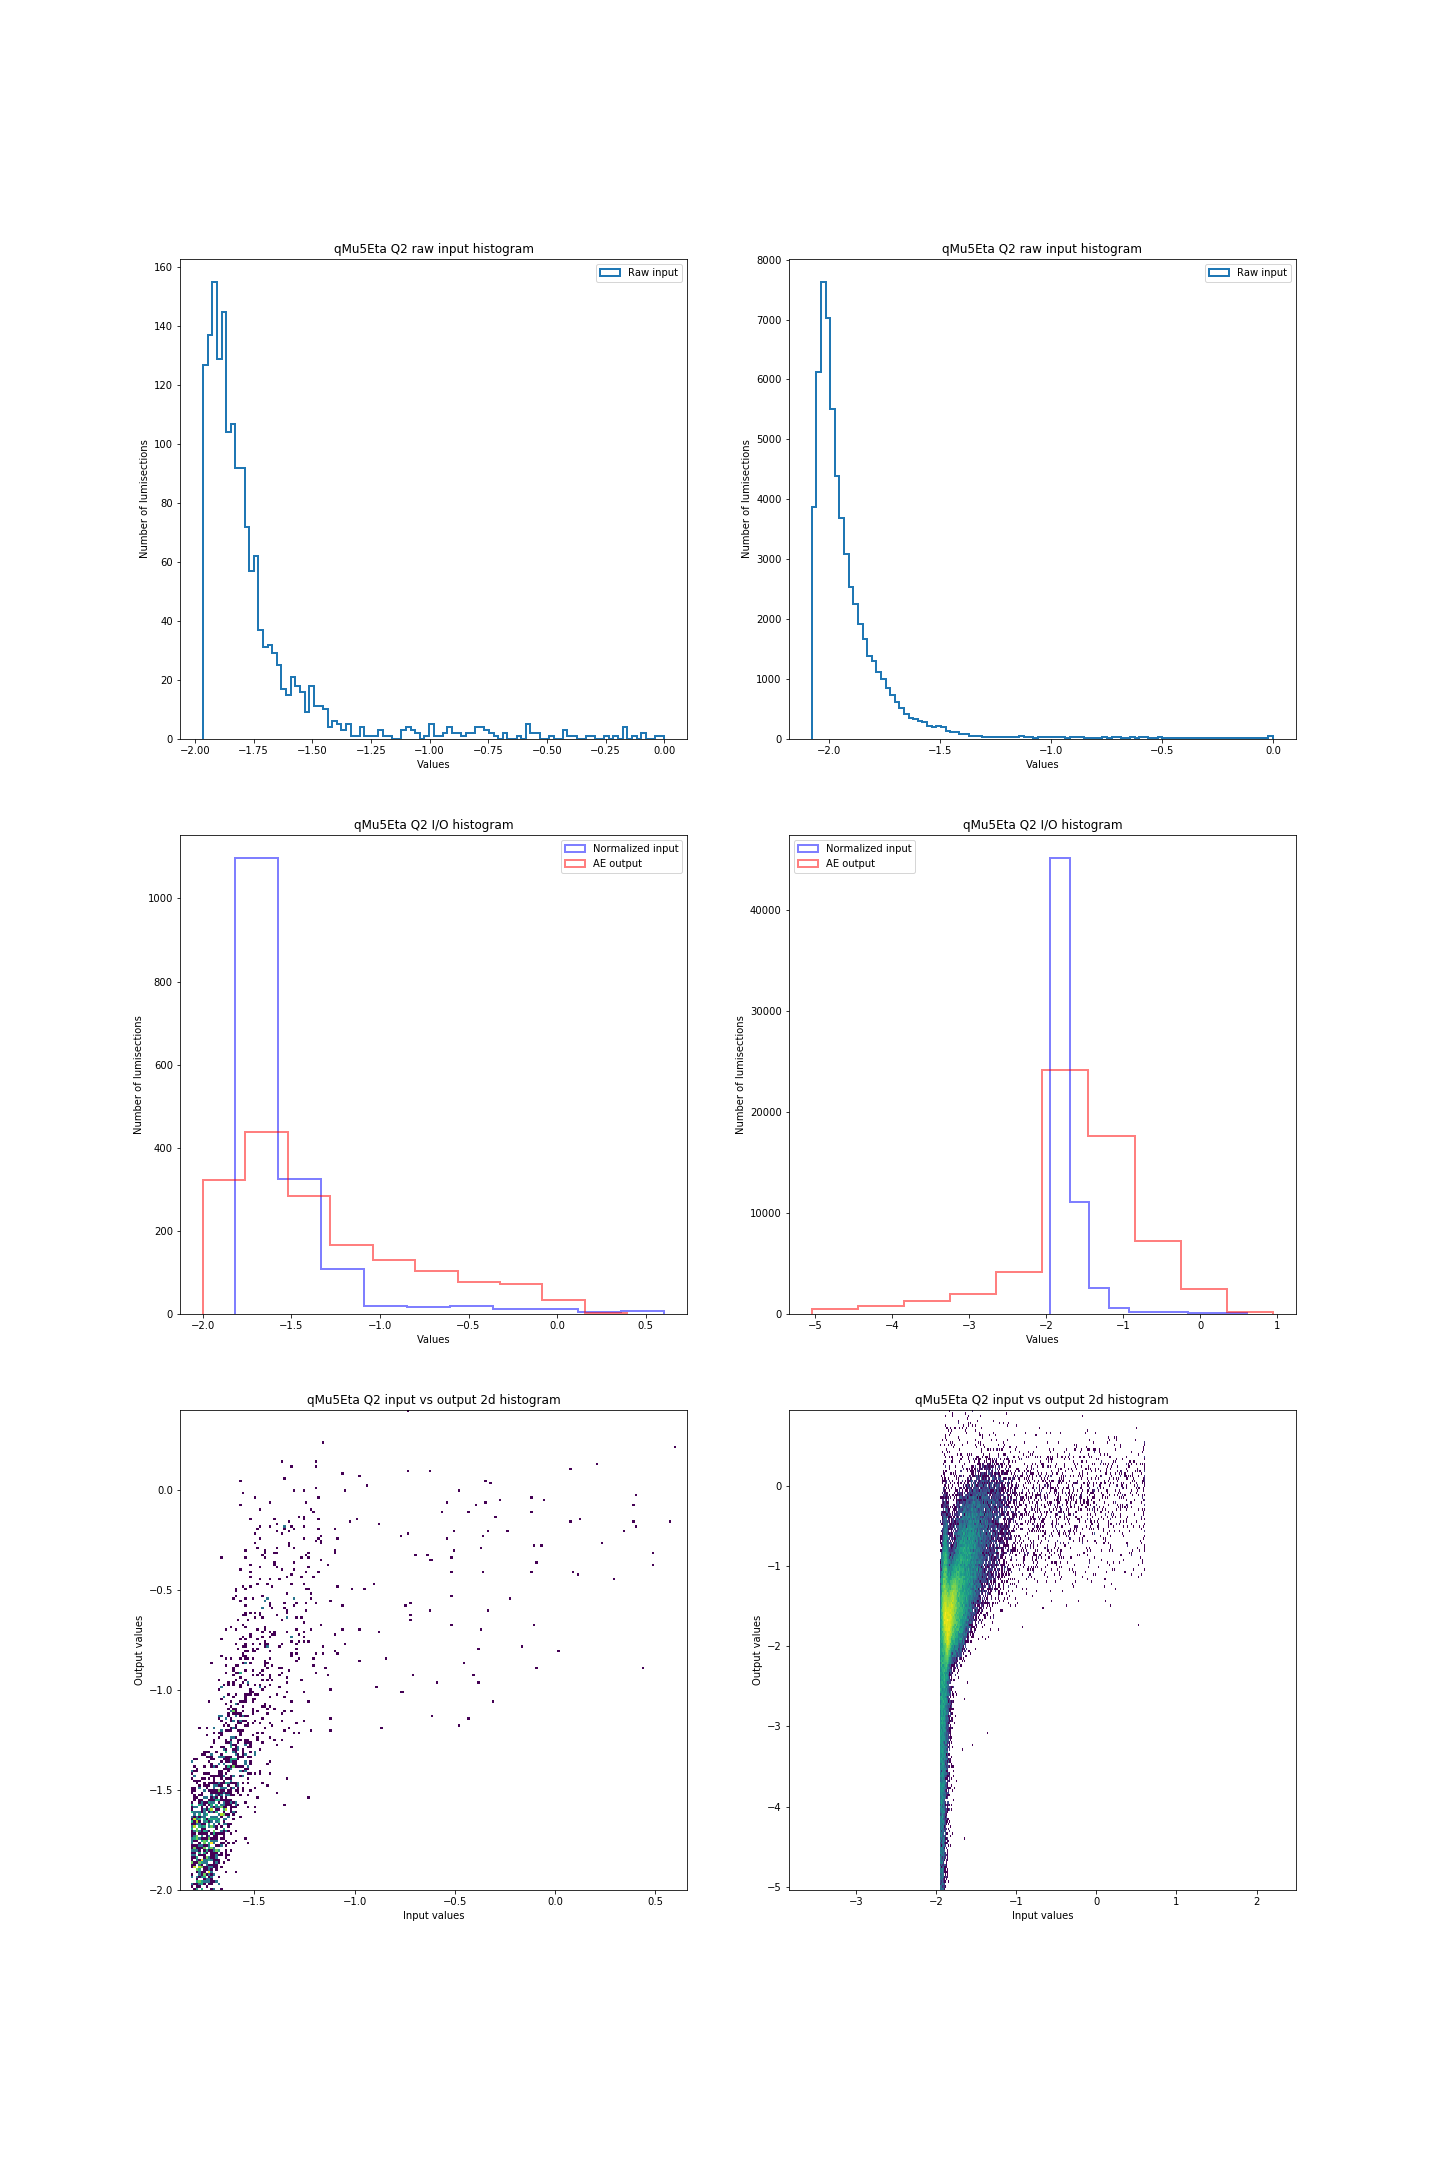 qMu5Eta Q2 raw input histogram
Raw input
160
140
120
100
80
60
40
20
0
Number of lumisections
−2.00 −1.75 −1.50 −1.25 −1.00 −0.75 −0.50 −0.25 0.00
Values
qMu5Eta Q2 raw input histogram
Raw input
8000
7000
6000
5000
4000
3000
2000
1000
0
Number of lumisections
−2.0 −1.5 −1.0 −0.5 0.0
Values
qMu5Eta Q2 I/O histogram
Normalized input
AE output
1000
800
600
400
200
0
Number of lumisections
−2.0 −1.5 −1.0 −0.5 0.0 0.5
Values
qMu5Eta Q2 I/O histogram
Normalized input
AE output
40000
30000
20000
10000
0
Number of lumisections
−5 −4 −3 −2 −1 0 1
Values
qMu5Eta Q2 input vs output 2d histogram
0.0
−0.5
−1.0
−1.5
−2.0
Output values
−1.5 −1.0 −0.5 0.0 0.5
Input values
qMu5Eta Q2 input vs output 2d histogram
0
−1
−2
−3
−4
−5
Output values
−3 −2 −1 0 1 2
Input values